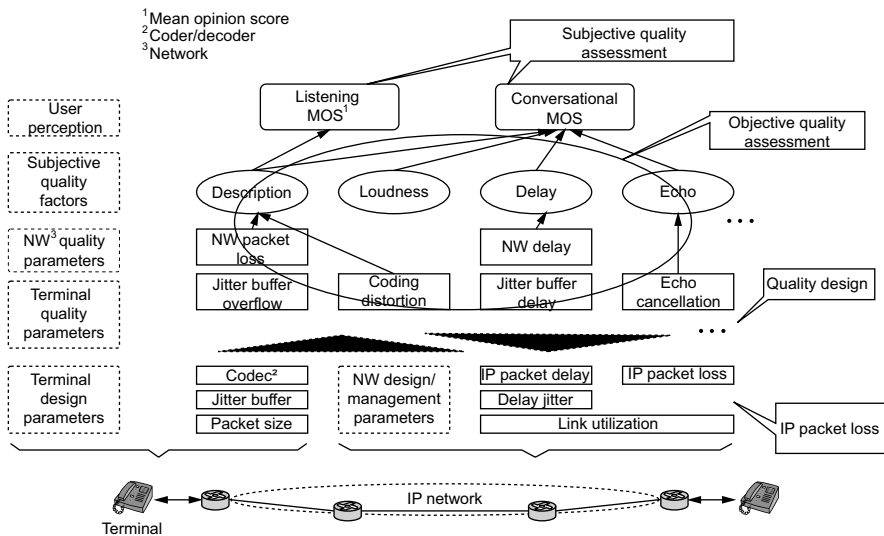 ¹Mean opinion score
²Coder/decoder
³Network
Subjective quality
assessment
Listening
MOS¹
Conversational
MOS
User
perception
Objective quality
assessment
Subjective
quality
factors
Description
Loudness
Delay
Echo
NW³ quality
parameters
NW packet
loss
NW delay
Terminal
quality
parameters
Jitter buffer
overflow
Coding
distortion
Jitter buffer
delay
Echo
cancellation
Quality design
Terminal
design
parameters
Codec²
Jitter buffer
Packet size
NW design/
management
parameters
IP packet delay
IP packet loss
Delay jitter
Link utilization
IP packet loss
IP network
Terminal